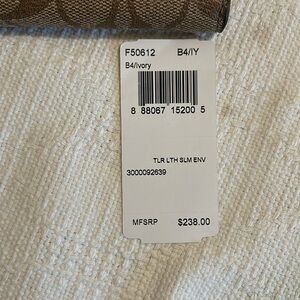 F50612 B4/IY
B4/Ivory
8 88067 15200 5
TLR LTH SLM ENV
3000092639
MFSRP $238.00